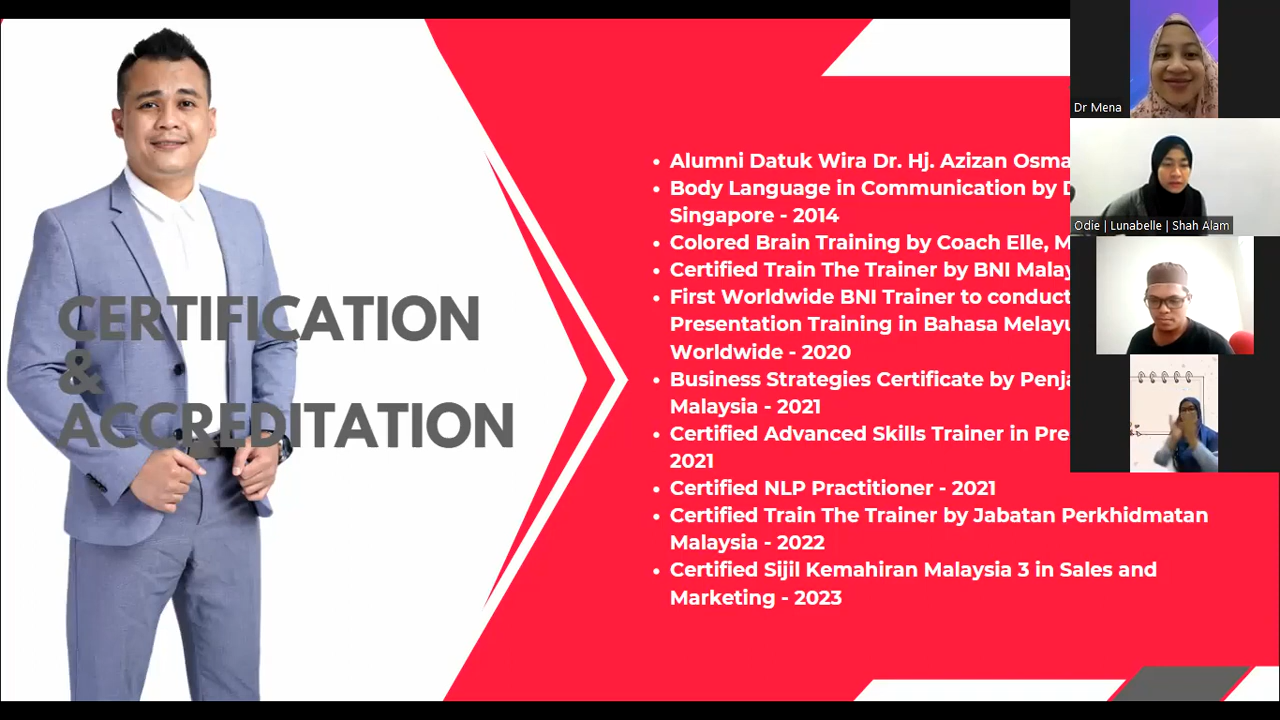 CERTIFICATION
&
ACCREDITATION
• Alumni Datuk Wira Dr. Hj. Azizan
• Body Language in Communication by
Singapore - 2014
• Colored Brain Training by Coach Elle,
• Certified Train The Trainer by BNI
• First Worldwide BNI Trainer to conduct
Presentation Training in Bahasa Melayu
Worldwide - 2020
• Business Strategies Certificate by
Malaysia - 2021
• Certified Advanced Skills Trainer in
2021
• Certified NLP Practitioner - 2021
• Certified Train The Trainer by Jabatan Perkhidmatan
Malaysia - 2022
• Certified Sijil Kemahiran Malaysia 3 in Sales and
Marketing - 2023
Dr Mena
Odie | Lunabelle | Shah Alam